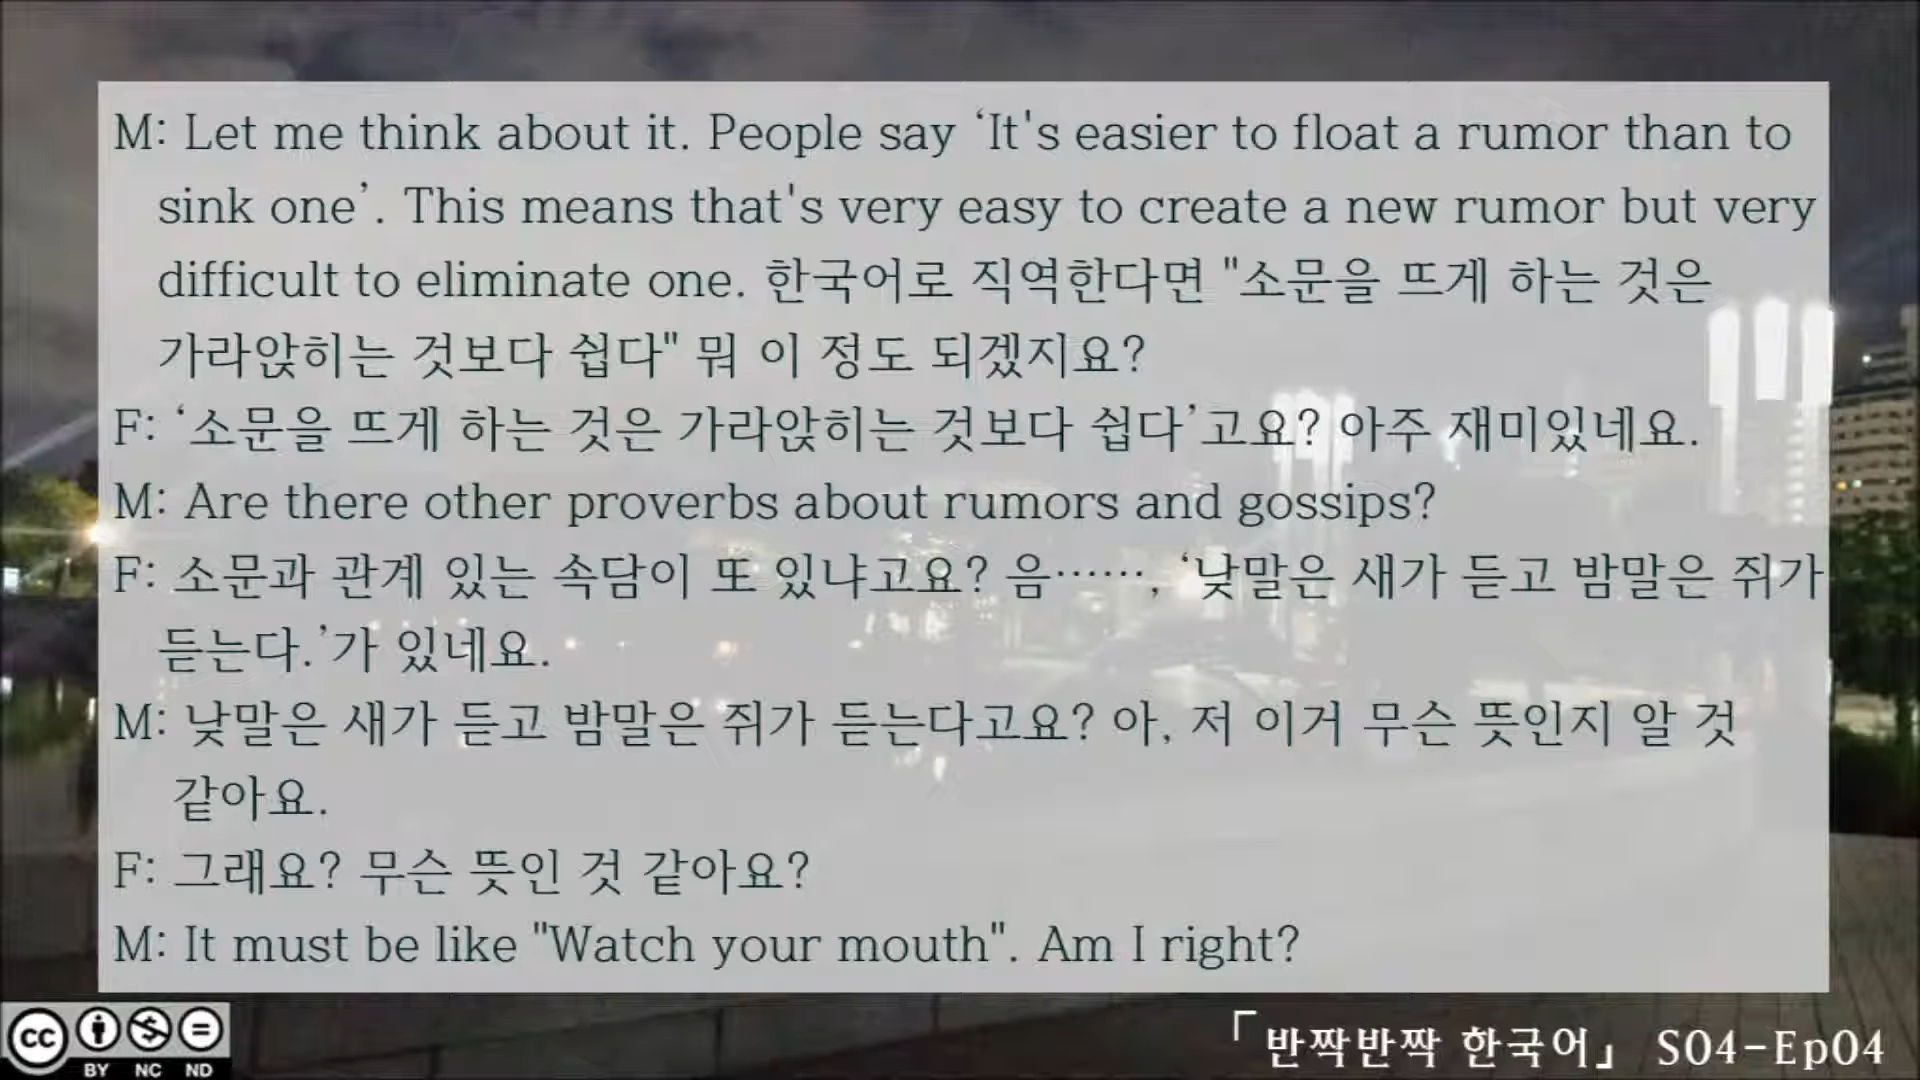 M: Let me think about it. People say ‘It's easier to float a rumor than to
sink one’. This means that's very easy to create a new rumor but very
difficult to eliminate one. 한국어로 직역한다면 "소문을 뜨게 하는 것은
가라앉히는 것보다 쉽다" 뭐 이 정도 되겠지요?
F: ‘소문을 뜨게 하는 것은 가라앉히는 것보다 쉽다’고요? 아주 재미있네요.
M: Are there other proverbs about rumors and gossips?
F: 소문과 관계 있는 속담이 또 있냐고요? 음……, ‘낮말은 새가 듣고 밤말은 쥐가
듣는다.’가 있네요.
M: 낮말은 새가 듣고 밤말은 쥐가 듣는다고요? 아, 저 이거 무슨 뜻인지 알 것
같아요.
F: 그래요? 무슨 뜻인 것 같아요?
M: It must be like "Watch your mouth". Am I right?
cc
BY NC ND
「반짝반짝 한국어」 S04-Ep04